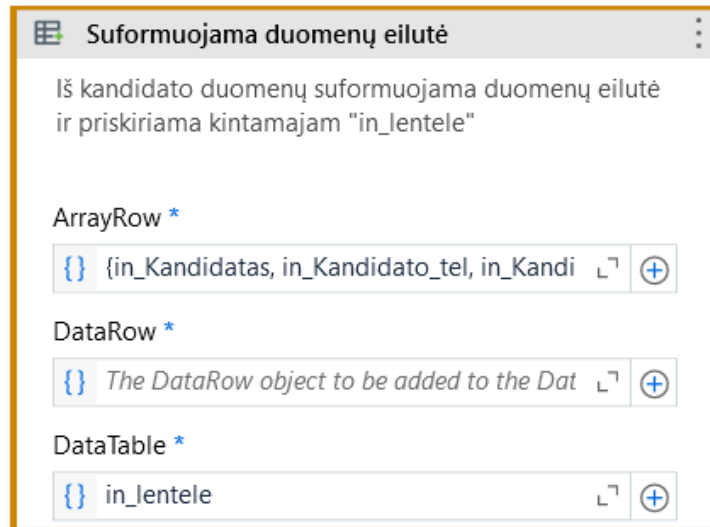 Suformuojama duomenų eilutė
Iš kandidato duomenų suformuojama duomenų eilutė
ir priskiriama kintamajam "in_lentele"
ArrayRow *
{} {in_Kandidatas, in_Kandidato_tel, in_Kandi
DataRow *
{} The DataRow object to be added to the Dat
DataTable *
{} in_lentele